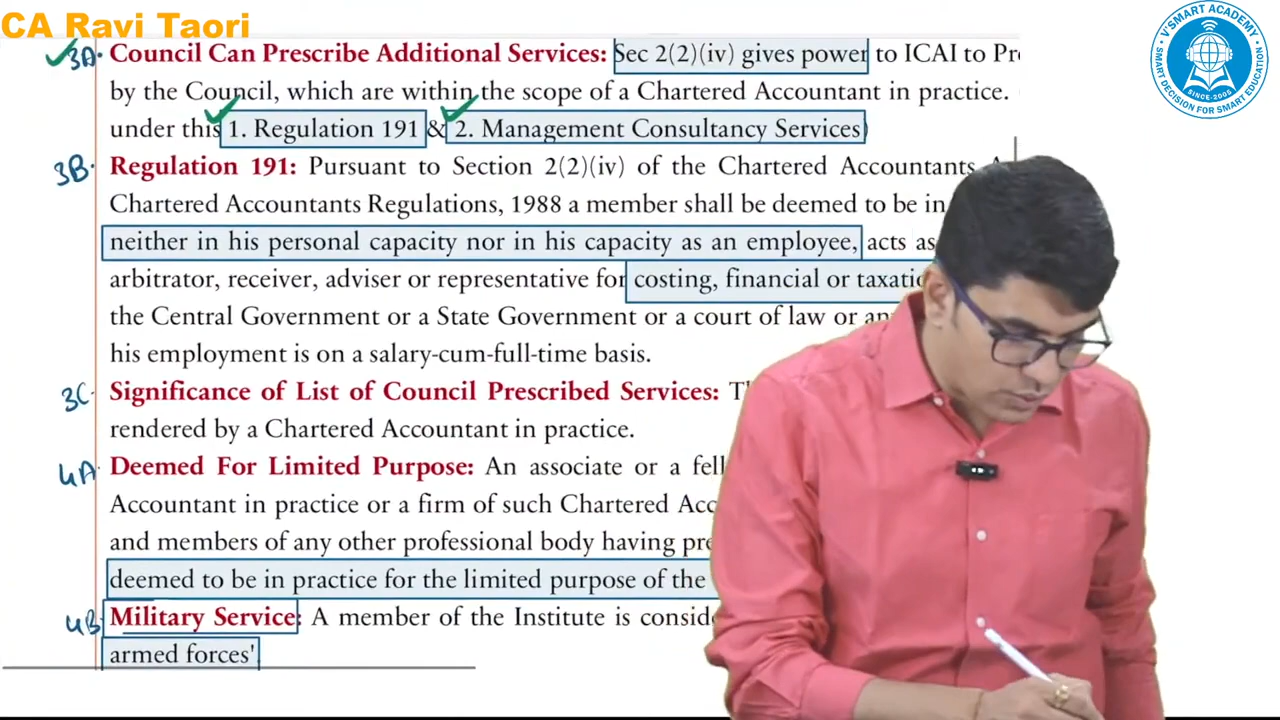 CA Ravi Taori
V'SMART ACADEMY
SMART DECISION FOR SMART EDUCATION
SINCE-2005
3A. Council Can Prescribe Additional Services: Sec 2(2)(iv) gives power to ICAI to
by the Council, which are within the scope of a Chartered Accountant in practice.
under this 1. Regulation 191 & 2. Management Consultancy Services)
3B. Regulation 191: Pursuant to Section 2(2)(iv) of the Chartered Accountants
Chartered Accountants Regulations, 1988 a member shall be deemed to be in
neither in his personal capacity nor in his capacity as an employee, acts as
arbitrator, receiver, adviser or representative for costing, financial or
the Central Government or a State Government or a court of law or
his employment is on a salary-cum-full-time basis.
3C. Significance of List of Council Prescribed Services:
rendered by a Chartered Accountant in practice.
4A. Deemed For Limited Purpose: An associate or a
Accountant in practice or a firm of such Chartered
and members of any other professional body having
deemed to be in practice for the limited purpose of the
4B. Military Service: A member of the Institute is
armed forces'